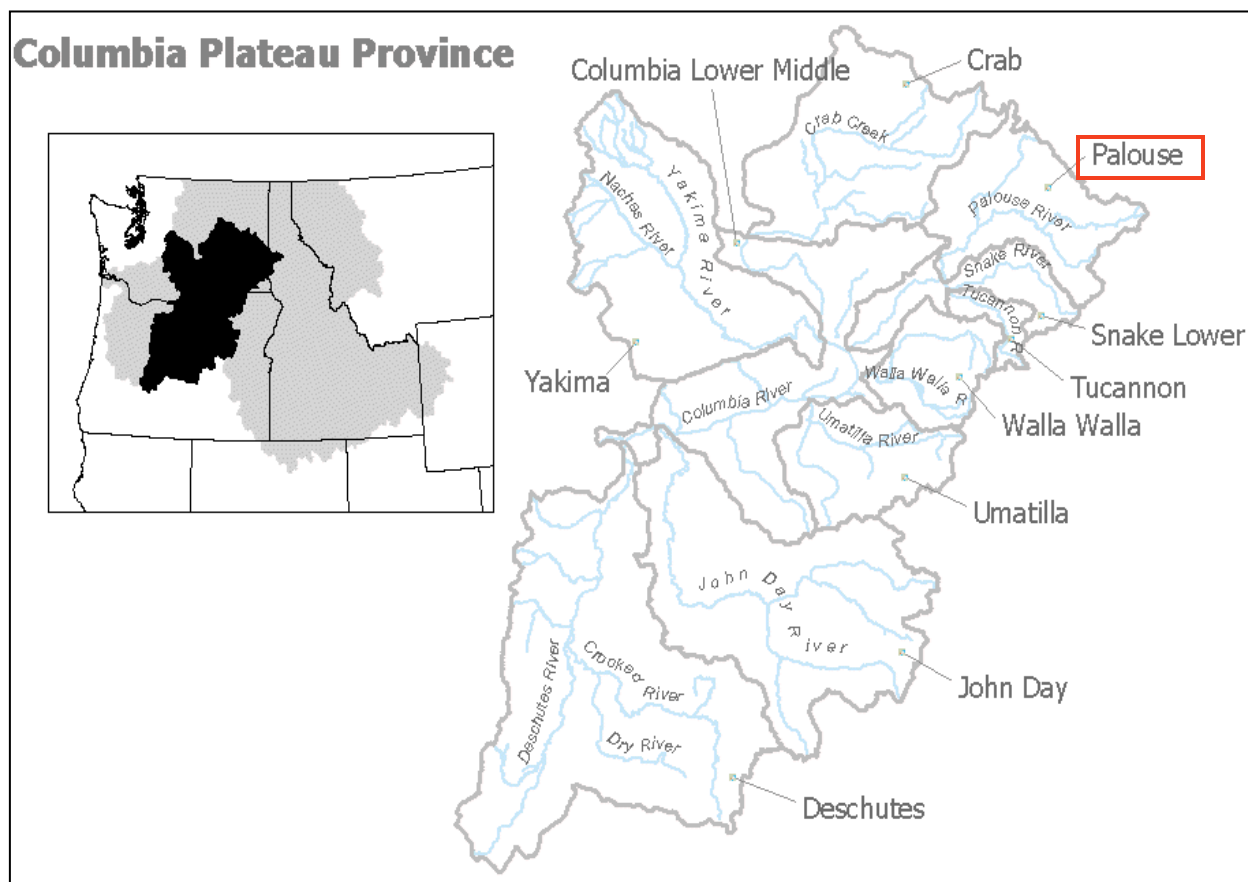 Columbia Plateau Province
Columbia Lower Middle
Crab
Crab Creek
Palouse
Yakima River
Naches River
Palouse River
Snake River
Tucannon R
Snake Lower
Yakima
Tucannon
Walla Walla R
Columbia River
Walla Walla
Umatilla River
Umatilla
John Day River
Crooked River
Deschutes River
John Day
Dry River
Deschutes